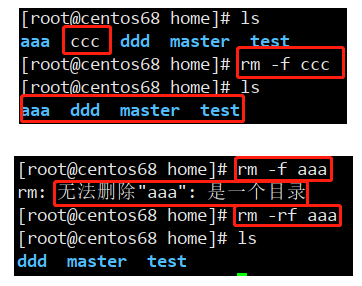 [root@centos68 home]# ls
aaa ccc ddd master test
[root@centos68 home]# rm -f ccc
[root@centos68 home]# ls
aaa ddd master test
[root@centos68 home]# rm -f aaa
rm: 无法删除"aaa": 是一个目录
[root@centos68 home]# rm -rf aaa
[root@centos68 home]# ls
ddd master test